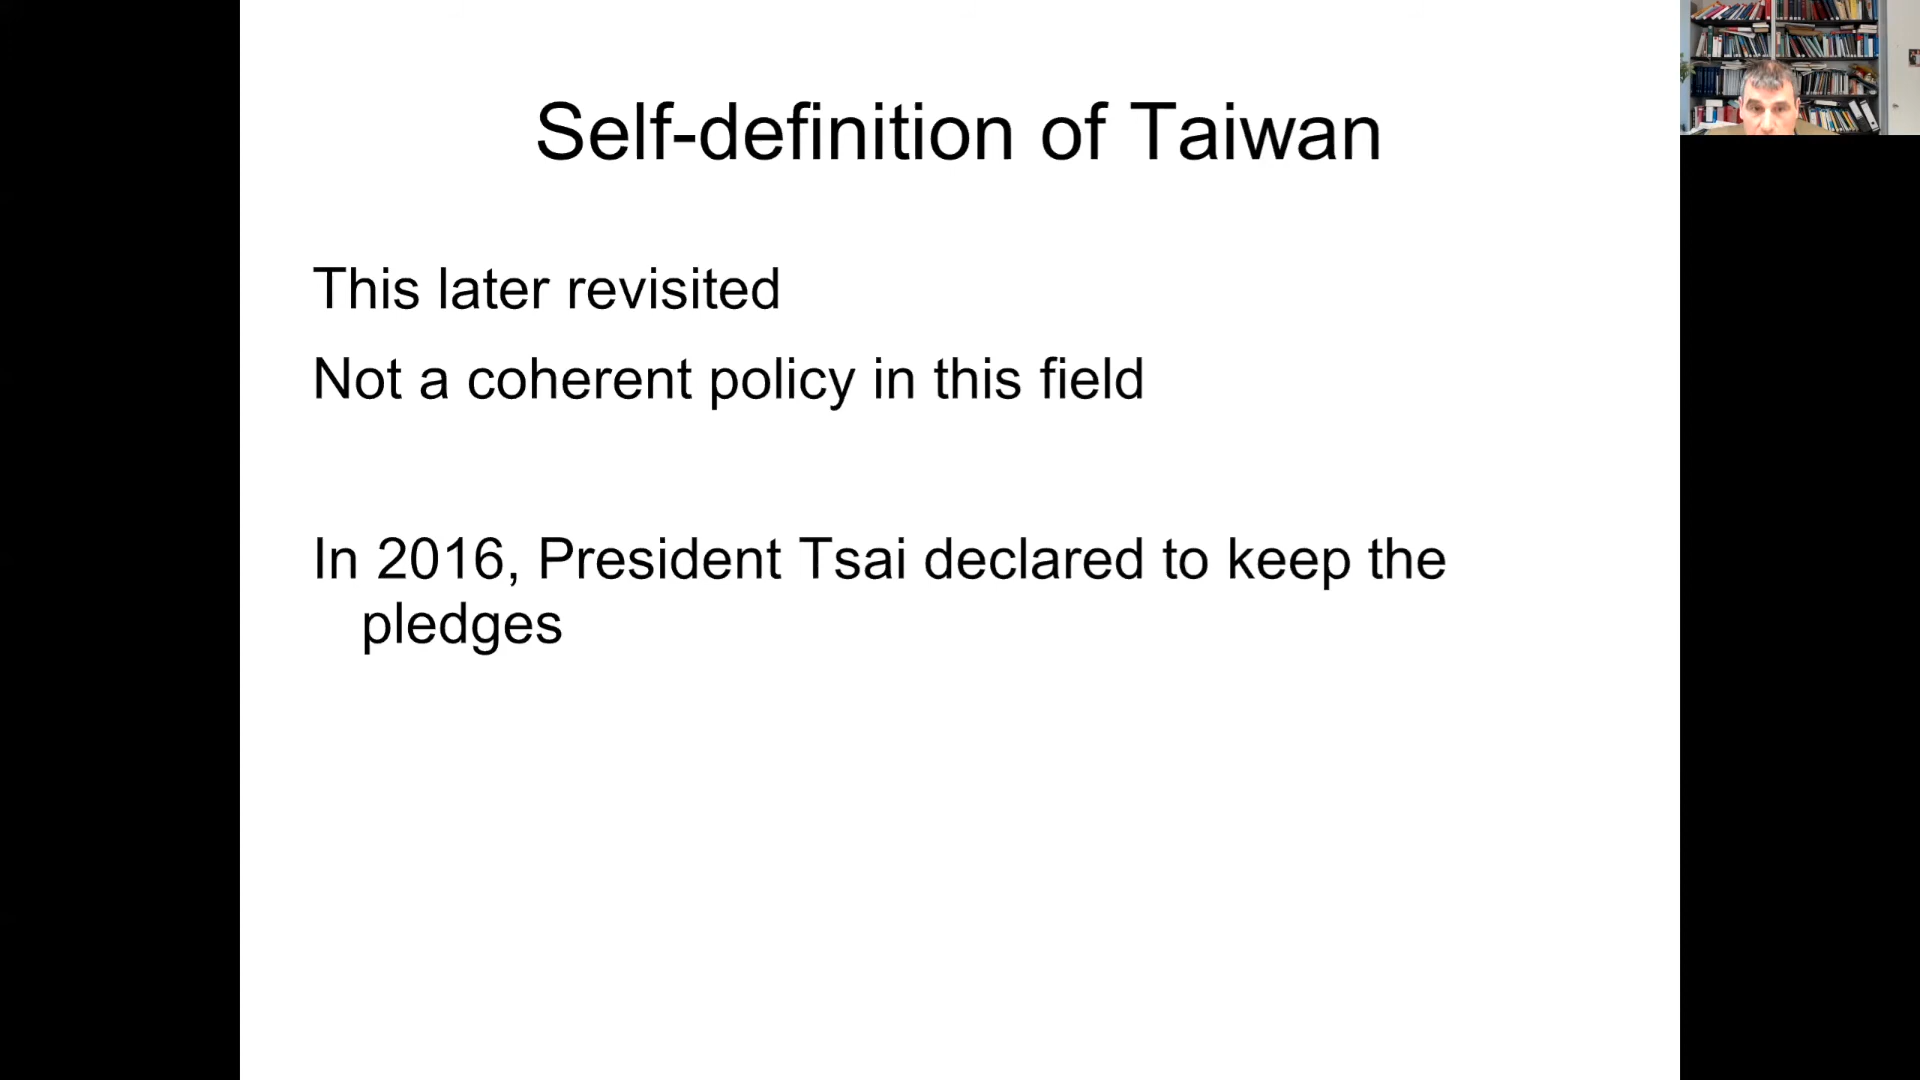 Self-definition of Taiwan
This later revisited
Not a coherent policy in this field
In 2016, President Tsai declared to keep the
pledges